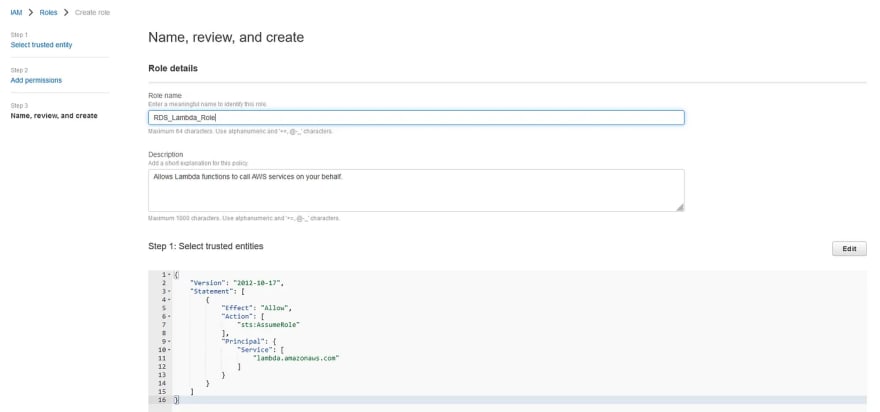 IAM > Roles > Create role
Step 1
Select trusted entity
Step 2
Add permissions
Step 3
Name, review, and create
Name, review, and create
Role details
Role name
Enter a meaningful name to identify this role.
RDS_Lambda_Role
Maximum 64 characters. Use alphanumeric and '+=,.@-_' characters.
Description
Add a short explanation for this policy.
Allows Lambda functions to call AWS services on your behalf.
Maximum 1000 characters. Use alphanumeric and '+=,.@-_' characters.
Step 1: Select trusted entities
Edit
1 {
2 "Version": "2012-10-17",
3 "Statement": [
4 {
5 "Effect": "Allow",
6 "Action": [
7 "sts:AssumeRole"
8 ],
9 "Principal": {
10 "Service": [
11 "lambda.amazonaws.com"
12 ]
13 }
14 }
15 ]
16 }